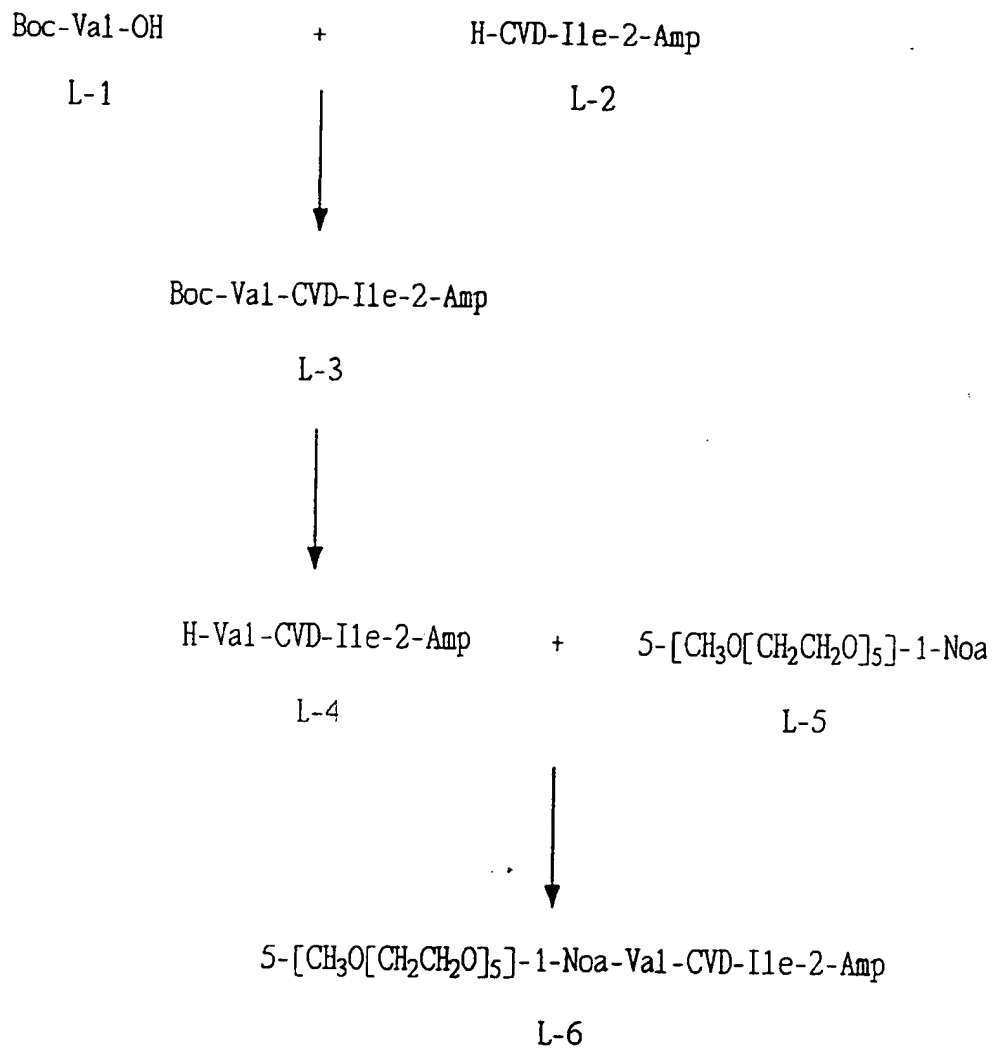 Boc-Val-OH + H-CVD-Ile-2-Amp
L-1 L-2
Boc-Val-CVD-Ile-2-Amp
L-3
H-Val-CVD-Ile-2-Amp + 5-[CH₃O[CH₂CH₂O]₅]-1-Noa
L-4 L-5
5-[CH₃O[CH₂CH₂O]₅]-1-Noa-Val-CVD-Ile-2-Amp
L-6